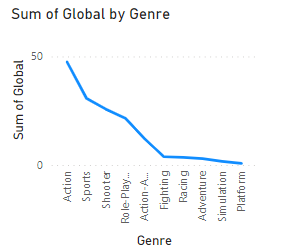 Sum of Global by Genre
50
0
Sum of Global
Action
Sports
Shooter
Role-Play...
Action-A...
Fighting
Racing
Adventure
Simulation
Platform
Genre